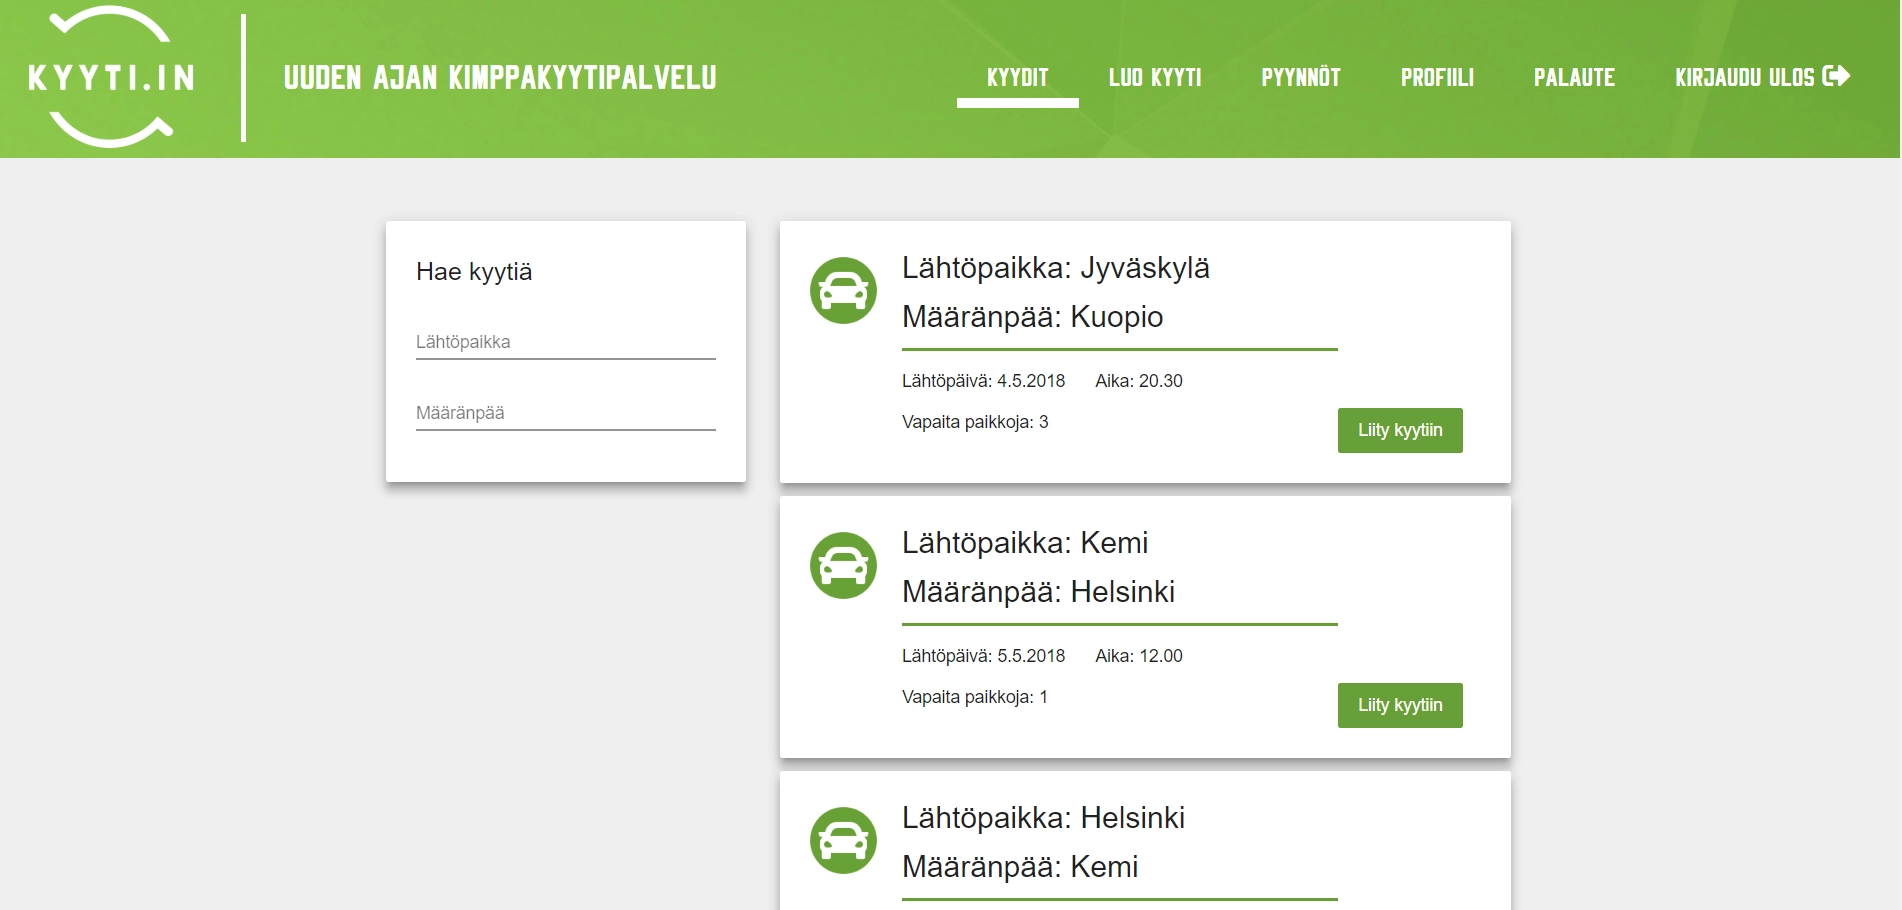 KYYTI.IN
UUDEN AJAN KIMPPAKYYTIPALVELU
KYYDIT
LUO KYYTI
PYYNNÖT
PROFIILI
PALAUTE
KIRJAUDU ULOS
Hae kyytiä
Lähtöpaikka
Määränpää
Lähtöpaikka: Jyväskylä
Määränpää: Kuopio
Lähtöpäivä: 4.5.2018 Aika: 20.30
Vapaita paikkoja: 3
Liity kyytiin
Lähtöpaikka: Kemi
Määränpää: Helsinki
Lähtöpäivä: 5.5.2018 Aika: 12.00
Vapaita paikkoja: 1
Liity kyytiin
Lähtöpaikka: Helsinki
Määränpää: Kemi